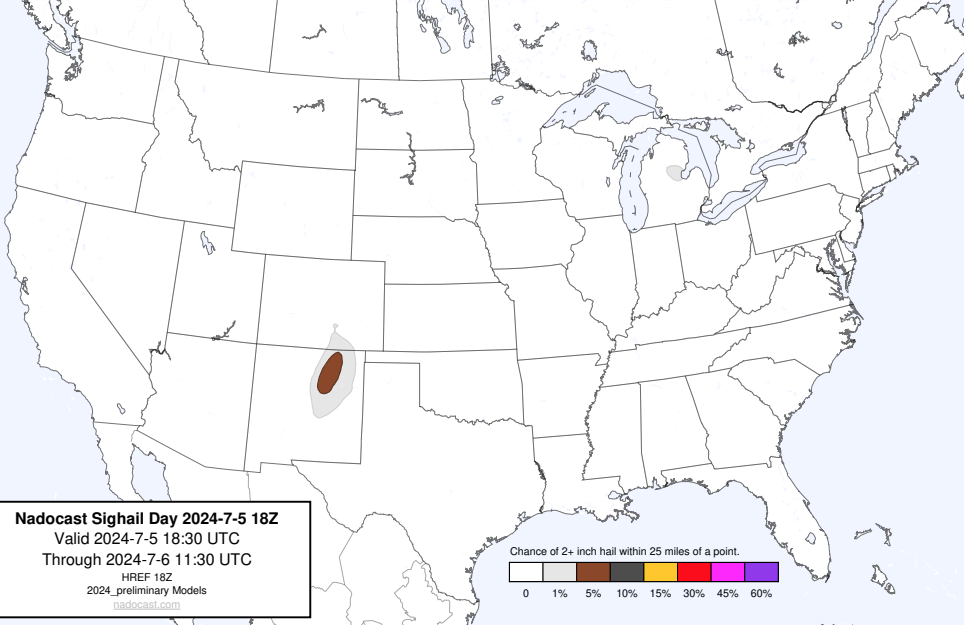 Nadocast Sighail Day 2024-7-5 18Z
Valid 2024-7-5 18:30 UTC
Through 2024-7-6 11:30 UTC
HREF 18Z
2024_preliminary Models
nadocast.com
Chance of 2+ inch hail within 25 miles of a point.
0 1% 5% 10% 15% 30% 45% 60%